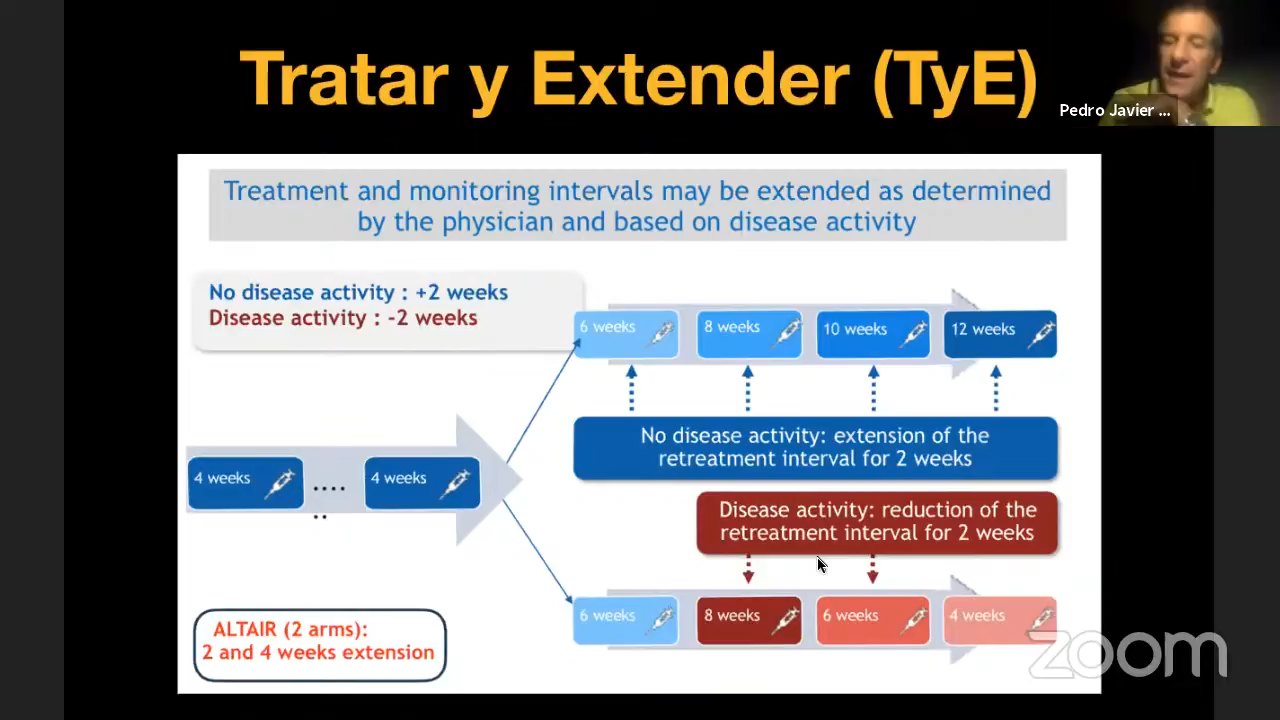 Tratar y Extender (TyE)
Pedro Javier ...
Treatment and monitoring intervals may be extended as determined
by the physician and based on disease activity
No disease activity : +2 weeks
Disease activity : -2 weeks
6 weeks
8 weeks
10 weeks
12 weeks
No disease activity: extension of the
retreatment interval for 2 weeks
4 weeks
....
..
4 weeks
Disease activity: reduction of the
retreatment interval for 2 weeks
6 weeks
8 weeks
6 weeks
4 weeks
ALTAIR (2 arms):
2 and 4 weeks extension
zoom